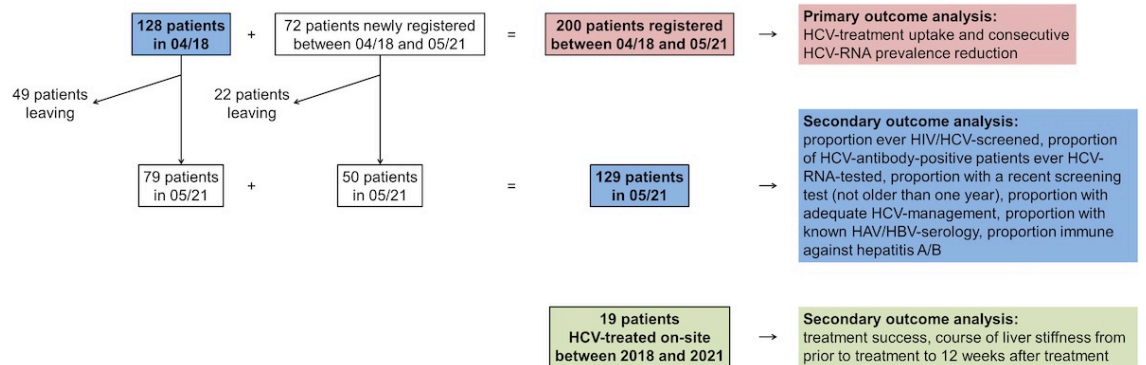 128 patients
in 04/18
+
72 patients newly registered
between 04/18 and 05/21
=
200 patients registered
between 04/18 and 05/21
→
Primary outcome analysis:
HCV-treatment uptake and consecutive
HCV-RNA prevalence reduction
49 patients
leaving
22 patients
leaving
79 patients
in 05/21
+
50 patients
in 05/21
=
129 patients
in 05/21
→
Secondary outcome analysis:
proportion ever HIV/HCV-screened, proportion
of HCV-antibody-positive patients ever HCV-
RNA-tested, proportion with a recent screening
test (not older than one year), proportion with
adequate HCV-management, proportion with
known HAV/HBV-serology, proportion immune
against hepatitis A/B
19 patients
HCV-treated on-site
between 2018 and 2021
→
Secondary outcome analysis:
treatment success, course of liver stiffness from
prior to treatment to 12 weeks after treatment